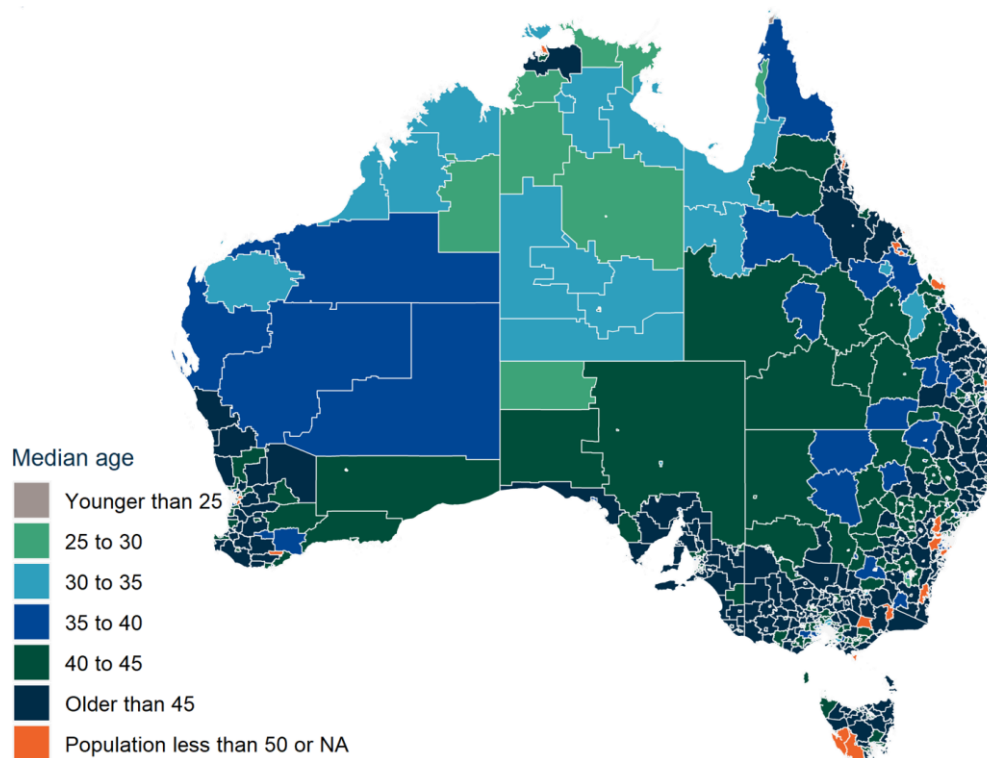 Median age
Younger than 25
25 to 30
30 to 35
35 to 40
40 to 45
Older than 45
Population less than 50 or NA